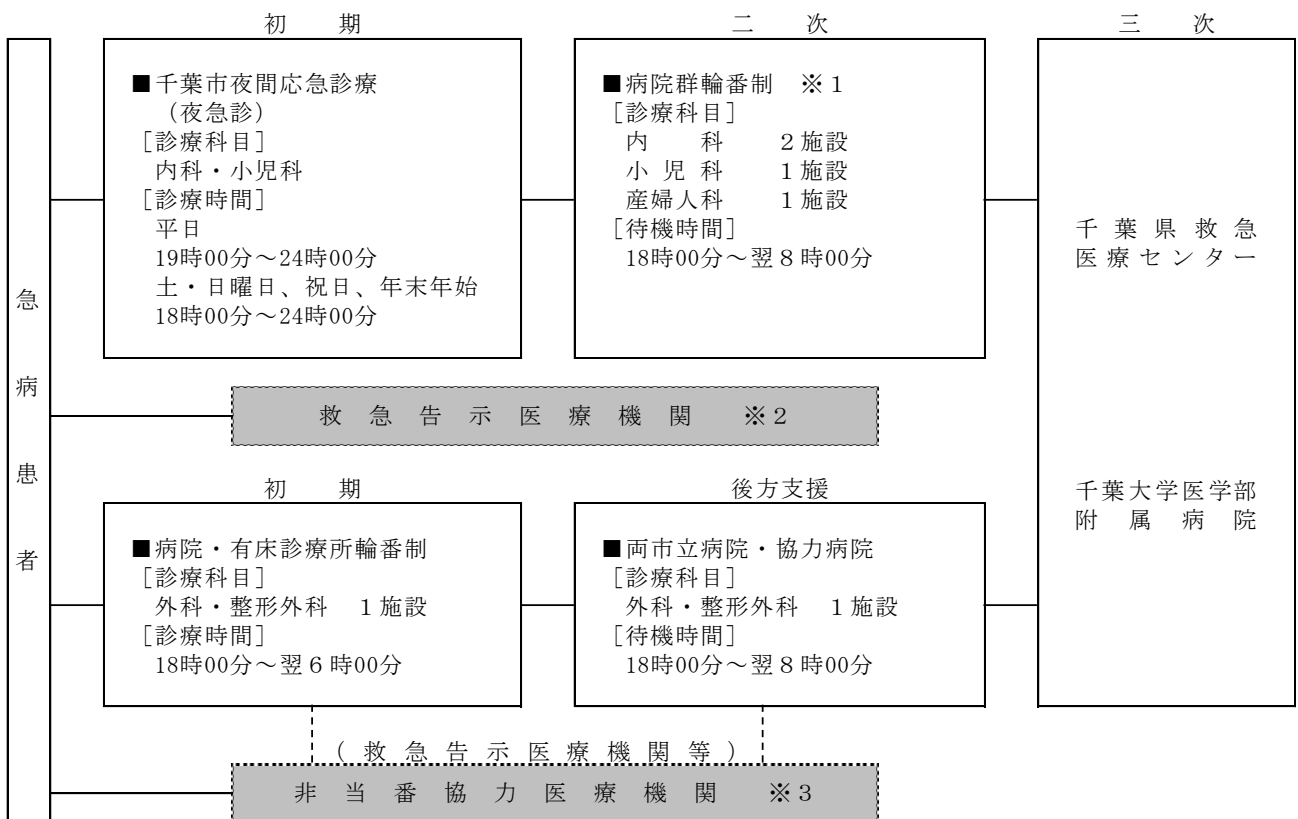 急病患者
初期
■千葉市夜間応急診療
（夜急診）
［診療科目］
内科・小児科
［診療時間］
平日
19時00分～24時00分
土・日曜日、祝日、年末年始
18時00分～24時00分
二次
■病院群輪番制　※１
［診療科目］
内　　科　　２施設
小 児 科　　１施設
産婦人科　　１施設
［待機時間］
18時00分～翌８時00分
三次
千葉県救急
医療センター
千葉大学医学部
附属病院
救急告示医療機関　※２
初期
■病院・有床診療所輪番制
［診療科目］
外科・整形外科　１施設
［診療時間］
18時00分～翌６時00分
後方支援
■両市立病院・協力病院
［診療科目］
外科・整形外科　１施設
［待機時間］
18時00分～翌８時00分
（救急告示医療機関等）
非当番協力医療機関　※３